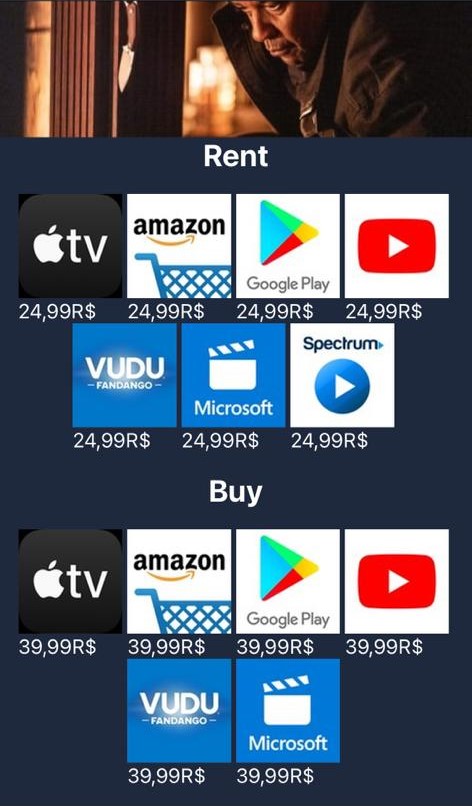 Rent
tv
amazon
Google Play
24,99R$ 24,99R$ 24,99R$ 24,99R$
VUDU
FANDANGO
Microsoft
Spectrum
24,99R$ 24,99R$ 24,99R$
Buy
tv
amazon
Google Play
39,99R$ 39,99R$ 39,99R$ 39,99R$
VUDU
FANDANGO
Microsoft
39,99R$ 39,99R$